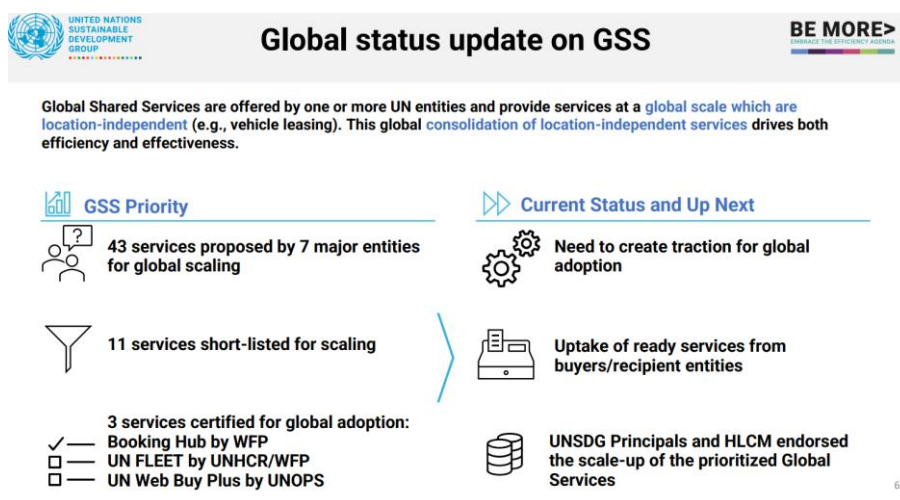 UNITED NATIONS
SUSTAINABLE
DEVELOPMENT
GROUP
Global status update on GSS
BE MORE>
EMBRACE THE EFFICIENCY AGENDA
Global Shared Services are offered by one or more UN entities and provide services at a global scale which are
location-independent (e.g., vehicle leasing). This global consolidation of location-independent services drives both
efficiency and effectiveness.
GSS Priority
?
43 services proposed by 7 major entities
for global scaling
11 services short-listed for scaling
3 services certified for global adoption:
Booking Hub by WFP
UN FLEET by UNHCR/WFP
UN Web Buy Plus by UNOPS
Current Status and Up Next
Need to create traction for global
adoption
Uptake of ready services from
buyers/recipient entities
UNSDG Principals and HLCM endorsed
the scale-up of the prioritized Global
Services
6